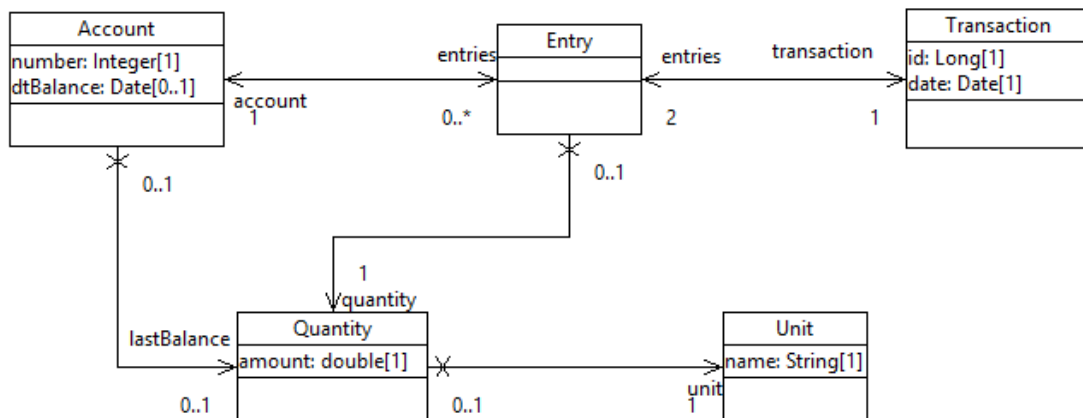 Account
number: Integer[1]
dtBalance: Date[0..1]
Entry
Transaction
id: Long[1]
date: Date[1]
entries
account
1
0..*
entries
transaction
2
1
0..1
0..1
1
quantity
lastBalance
0..1
Quantity
amount: double[1]
0..1
unit
1
Unit
name: String[1]